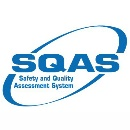 SQAS
Safety and Quality
Assessment System